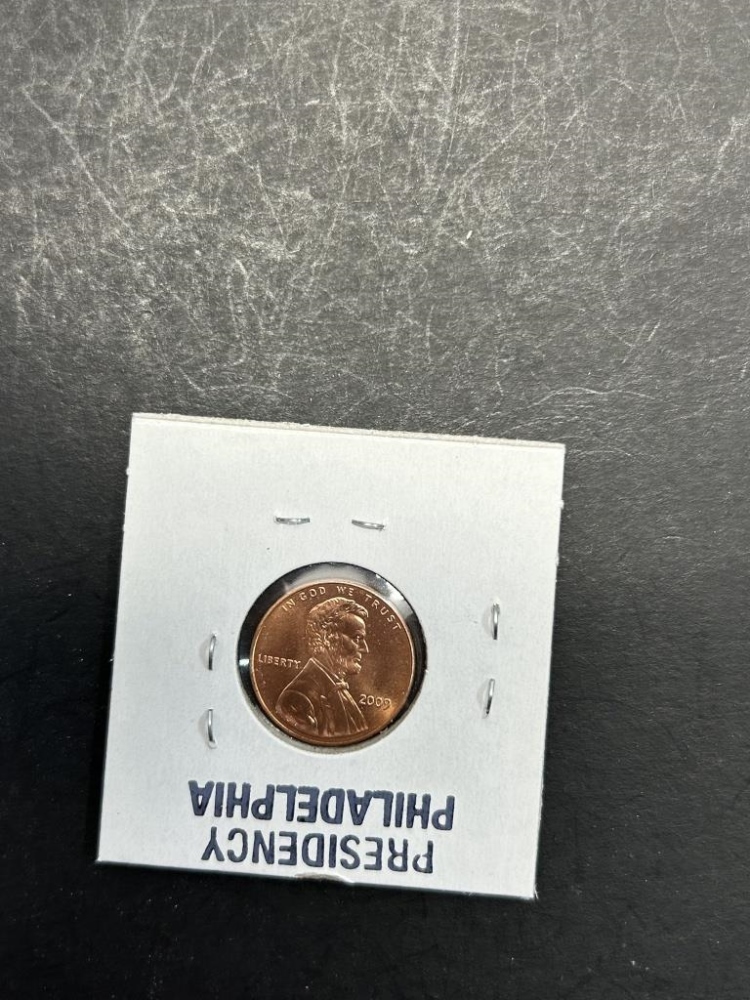 IN GOD WE TRUST
LIBERTY
2009
PRESIDENCY
PHILADELPHIA